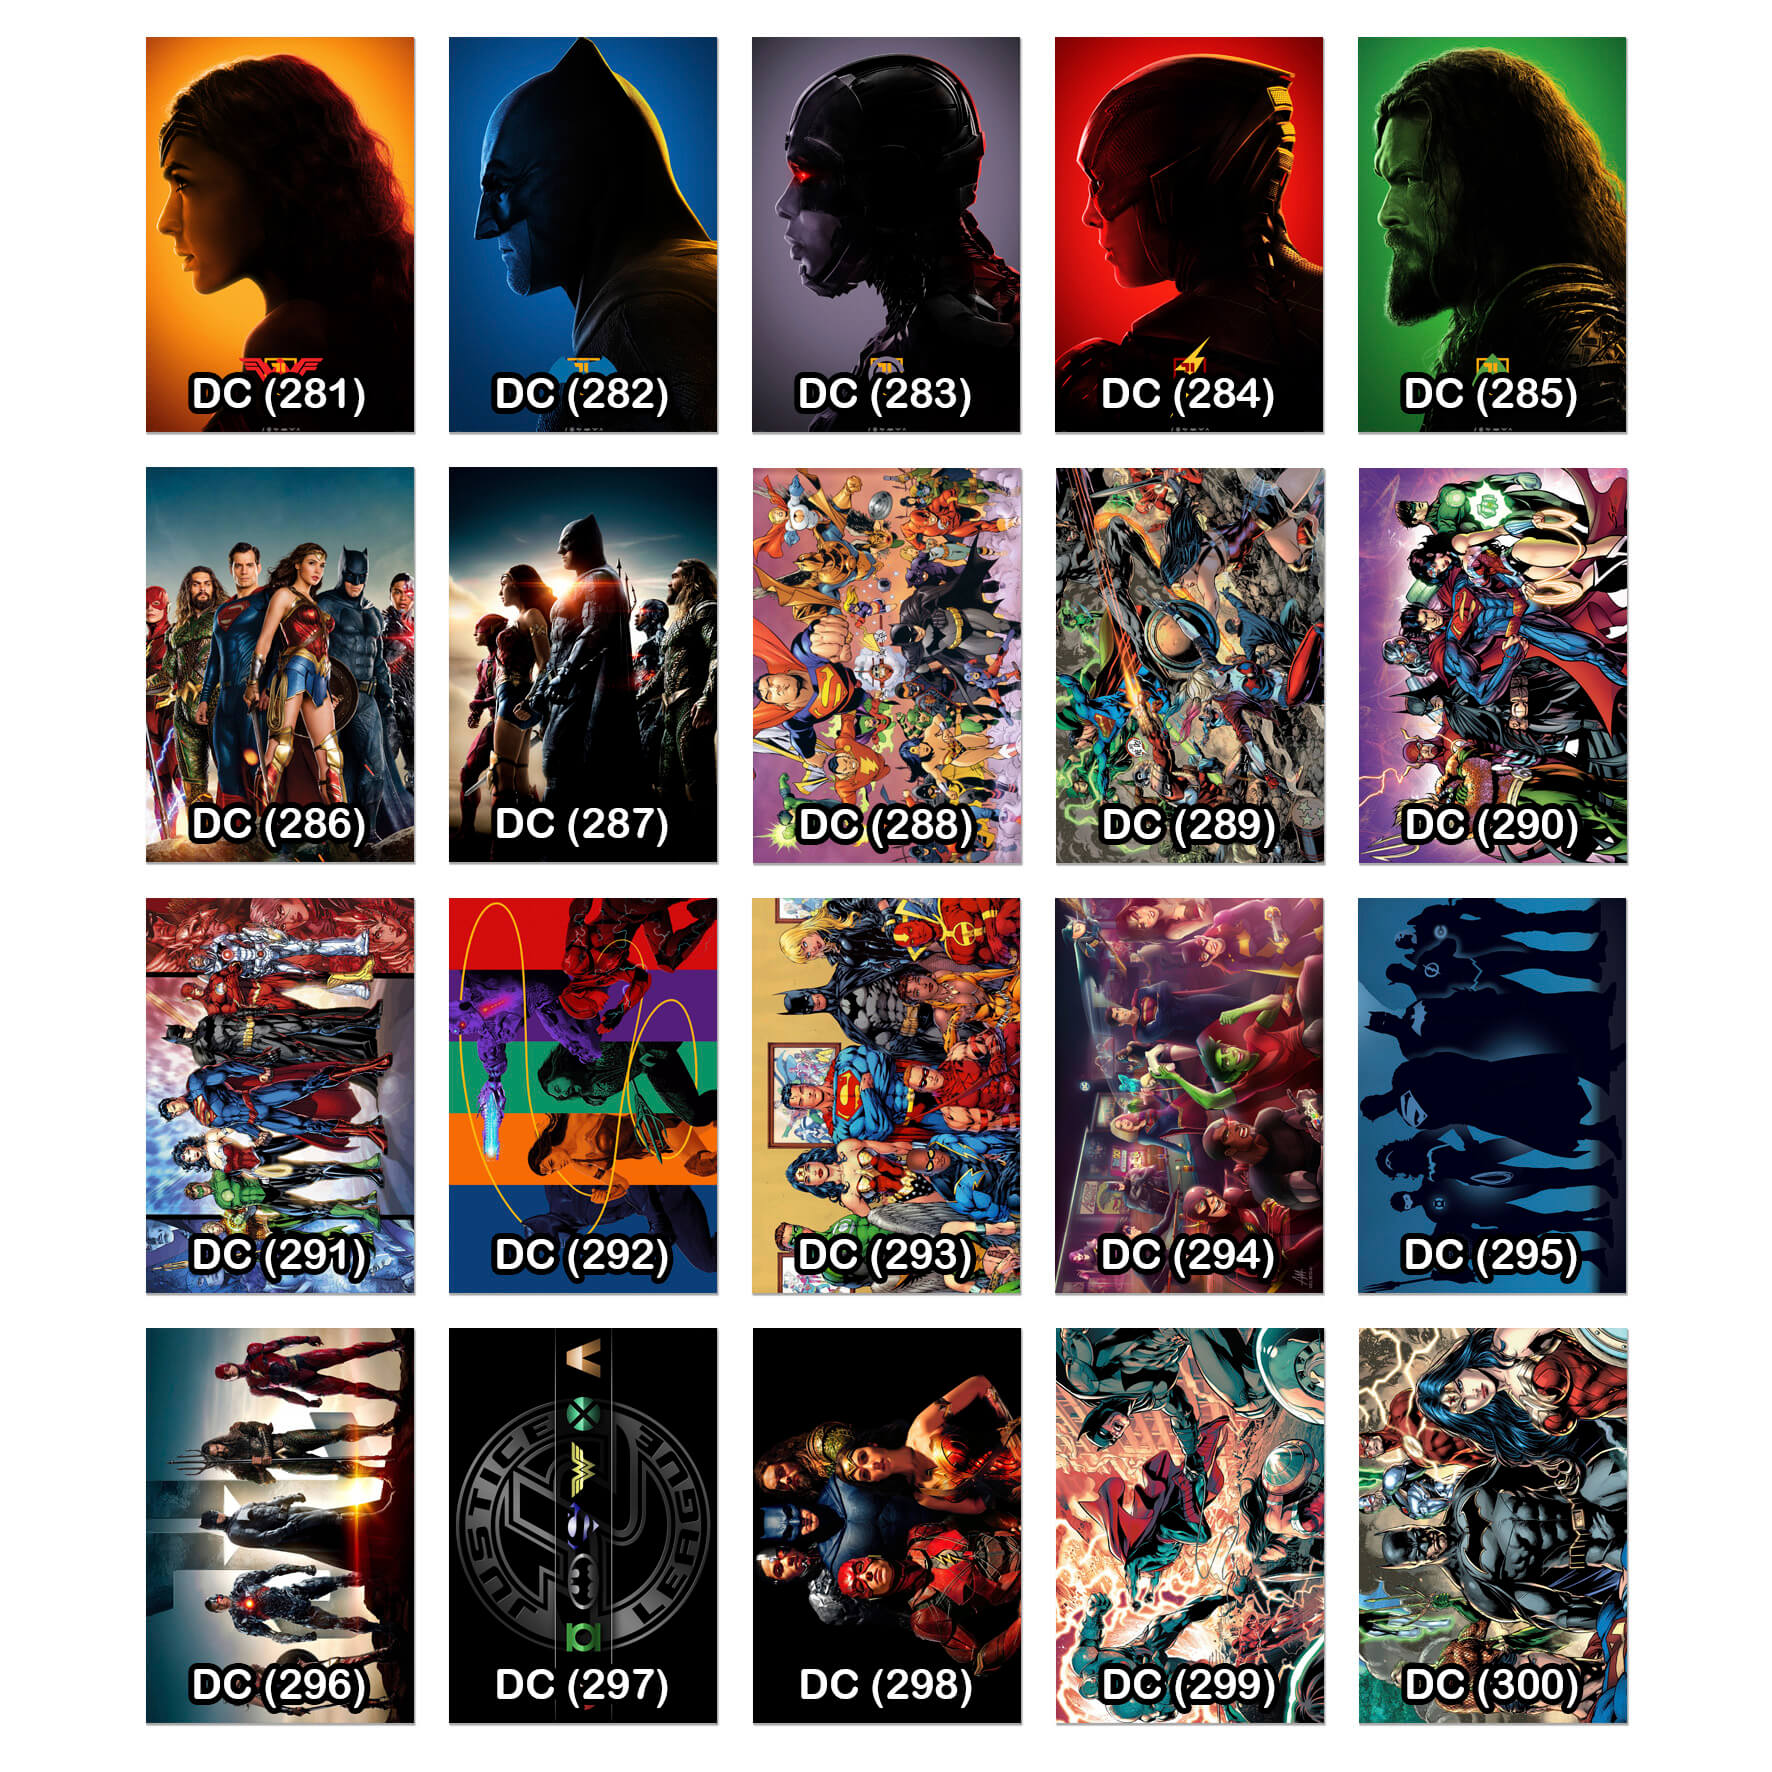 DC (281)
DC (282)
DC (283)
DC (284)
DC (285)
DC (286)
DC (287)
DC (288)
DC (289)
DC (290)
DC (291)
DC (292)
DC (293)
DC (294)
DC (295)
DC (296)
JUSTICE
LEAGUE
DC (297)
DC (298)
DC (299)
DC (300)